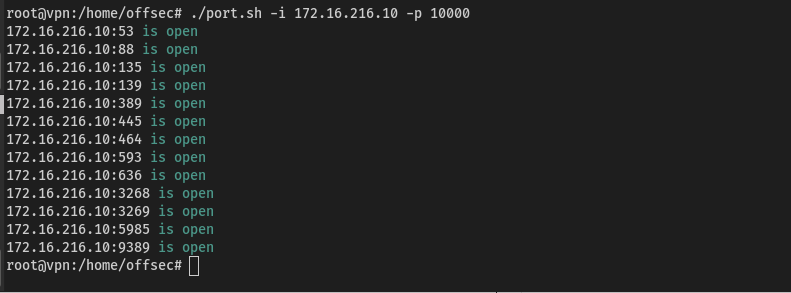 root@vpn:/home/offsec# ./port.sh -i 172.16.216.10 -p 10000
172.16.216.10:53 is open
172.16.216.10:88 is open
172.16.216.10:135 is open
172.16.216.10:139 is open
172.16.216.10:389 is open
172.16.216.10:445 is open
172.16.216.10:464 is open
172.16.216.10:593 is open
172.16.216.10:636 is open
172.16.216.10:3268 is open
172.16.216.10:3269 is open
172.16.216.10:5985 is open
172.16.216.10:9389 is open
root@vpn:/home/offsec#